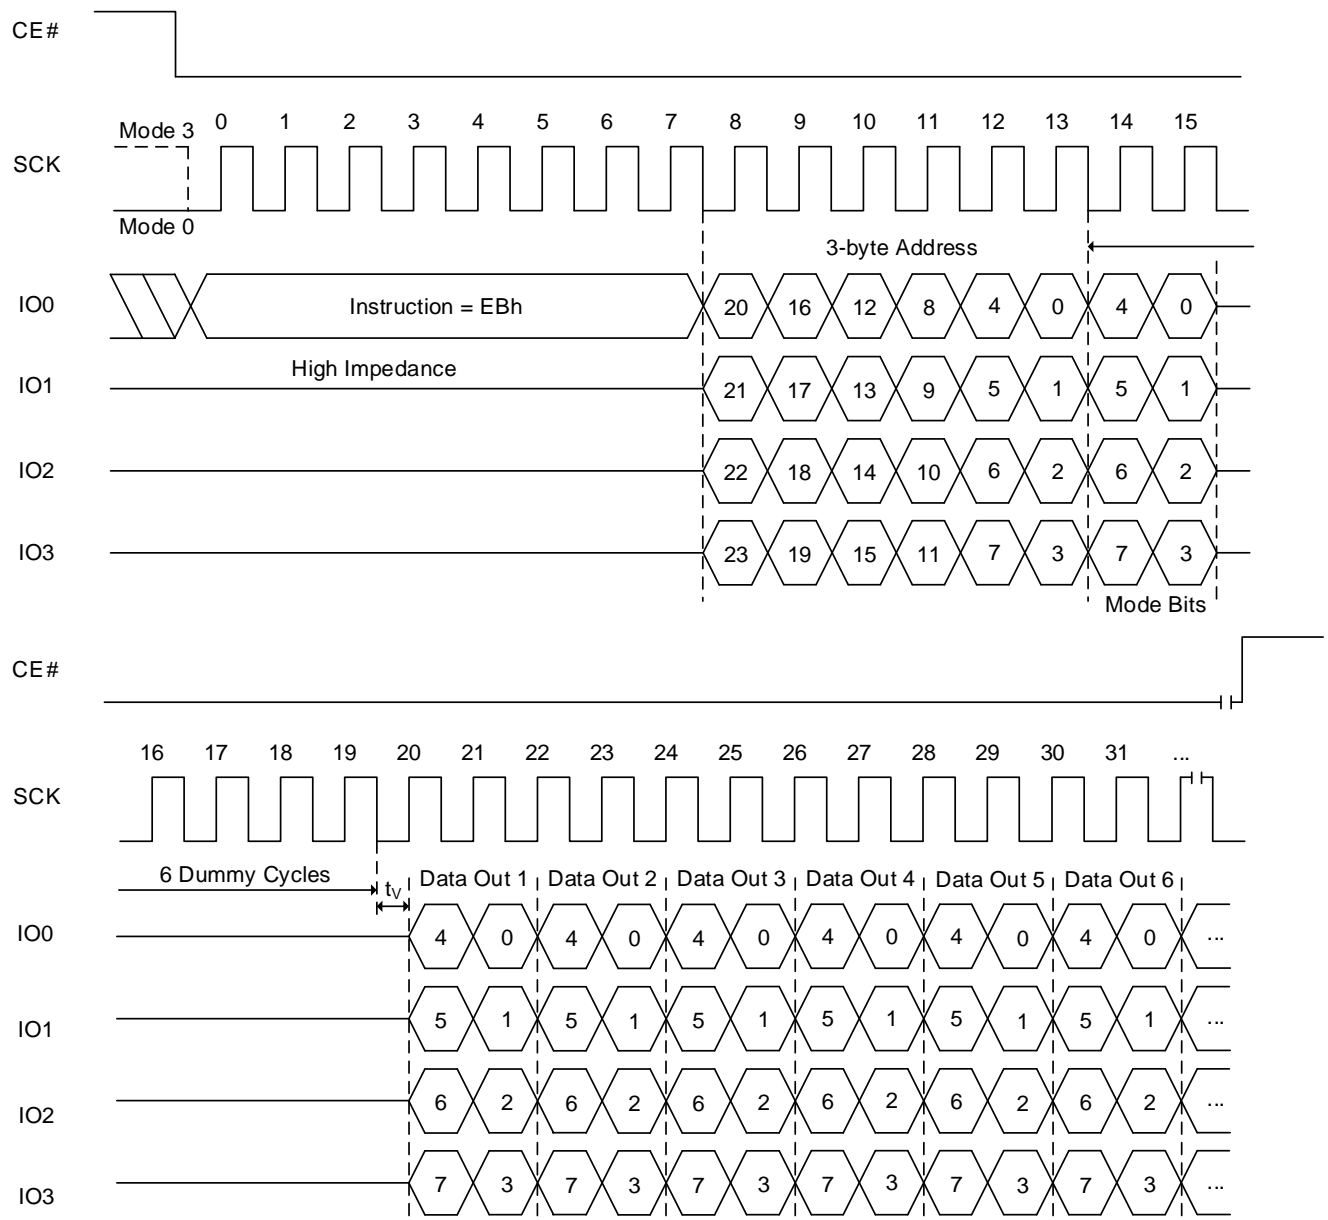 CE#
Mode 3 0 1 2 3 4 5 6 7 8 9 10 11 12 13 14 15
SCK
Mode 0
3-byte Address
IO0 Instruction = EBh 20 16 12 8 4 0 4 0
High Impedance
IO1 21 17 13 9 5 1 5 1
IO2 22 18 14 10 6 2 6 2
IO3 23 19 15 11 7 3 7 3
Mode Bits
CE#
16 17 18 19 20 21 22 23 24 25 26 27 28 29 30 31 ...
SCK
6 Dummy Cycles tV Data Out 1 Data Out 2 Data Out 3 Data Out 4 Data Out 5 Data Out 6
IO0 4 0 4 0 4 0 4 0 4 0 4 0 ...
IO1 5 1 5 1 5 1 5 1 5 1 5 1 ...
IO2 6 2 6 2 6 2 6 2 6 2 6 2 ...
IO3 7 3 7 3 7 3 7 3 7 3 7 3 ...